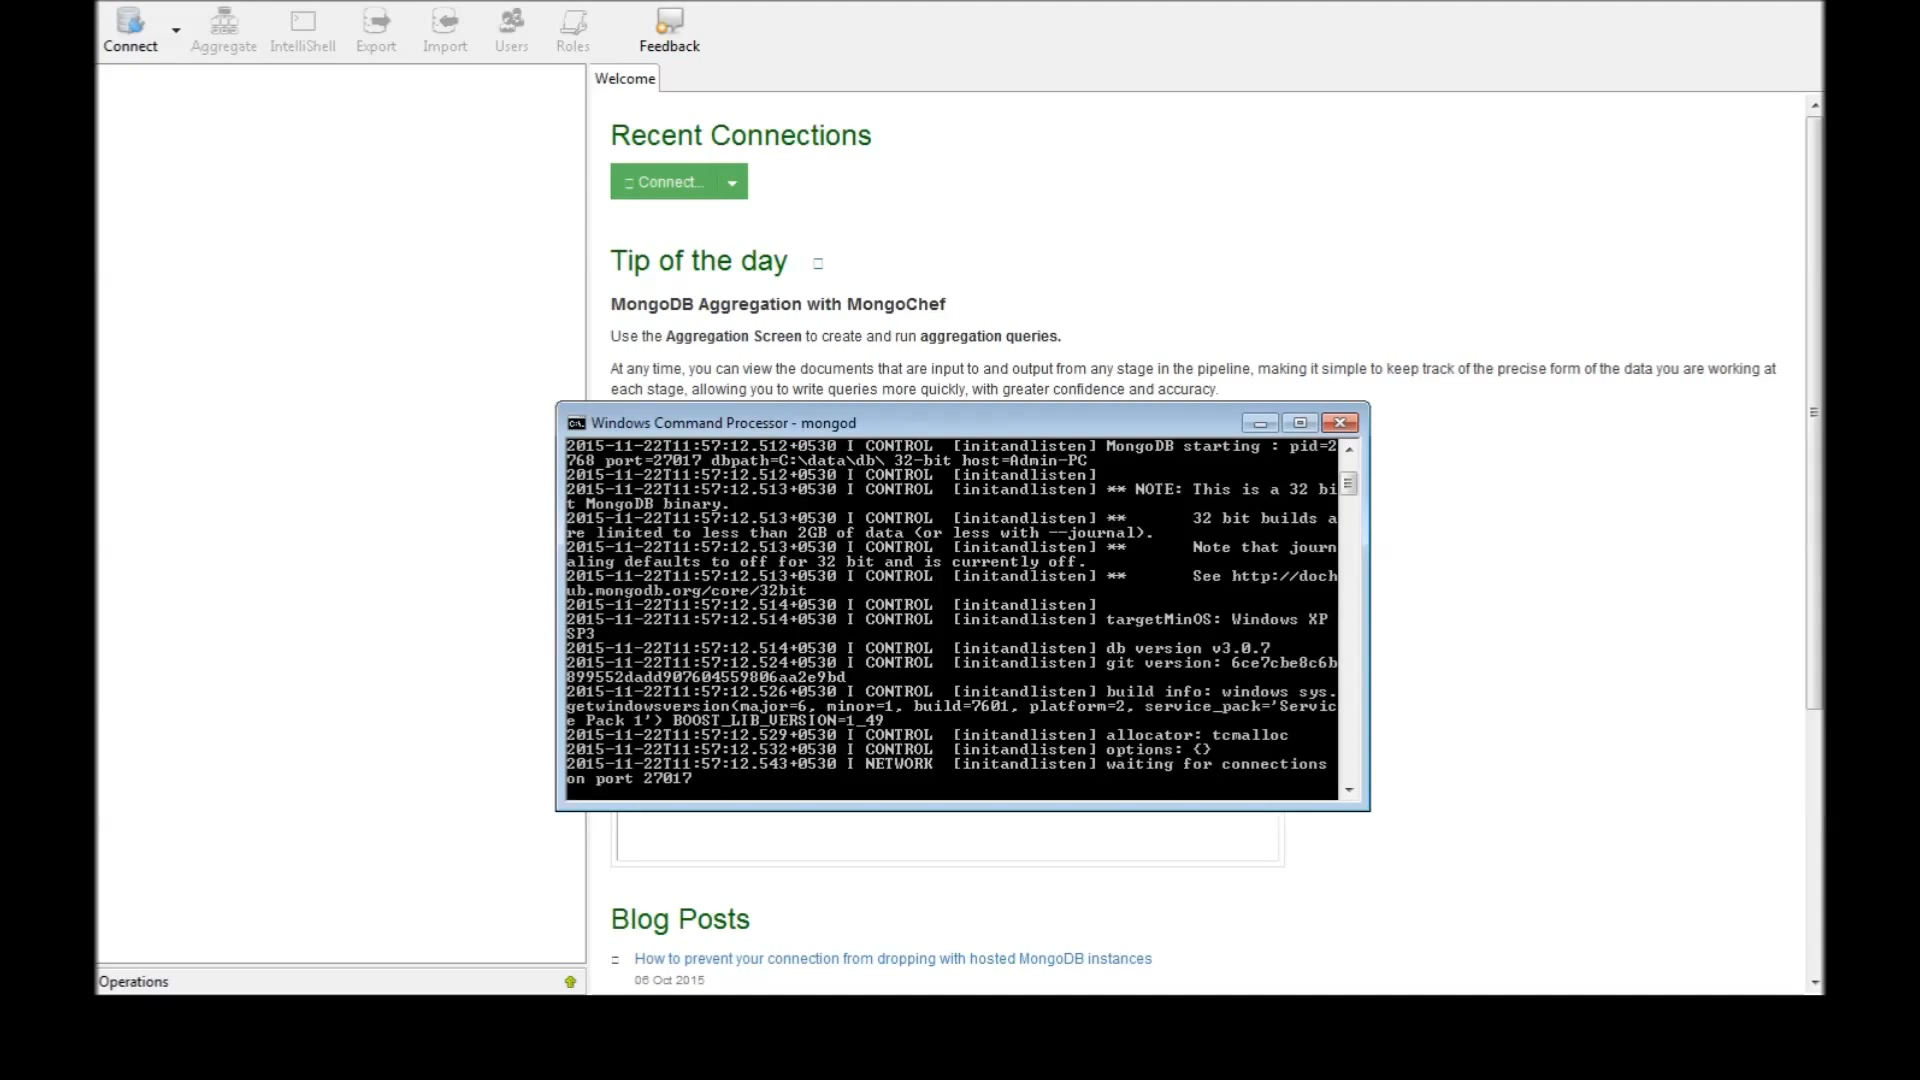 Connect Aggregate IntelliShell Export Import Users Roles Feedback
Welcome
Recent Connections
Connect...
Tip of the day
MongoDB Aggregation with MongoChef
Use the Aggregation Screen to create and run aggregation queries.
At any time, you can view the documents that are input to and output from any stage in the pipeline, making it simple to keep track of the precise form of the data you are working at
each stage, allowing you to write queries more quickly, with greater confidence and accuracy.
Windows Command Processor - mongod
2015-11-22T11:57:12.512+0530 I CONTROL  [initandlisten] MongoDB starting : pid=2
768 port=27017 dbpath=C:\data\db\ 32-bit host=Admin-PC
2015-11-22T11:57:12.512+0530 I CONTROL  [initandlisten]
2015-11-22T11:57:12.513+0530 I CONTROL  [initandlisten] ** NOTE: This is a 32 bi
t MongoDB binary.
2015-11-22T11:57:12.513+0530 I CONTROL  [initandlisten] **       32 bit builds a
re limited to less than 2GB of data (or less with --journal).
2015-11-22T11:57:12.513+0530 I CONTROL  [initandlisten] **       Note that journ
aling defaults to off for 32 bit and is currently off.
2015-11-22T11:57:12.513+0530 I CONTROL  [initandlisten] **       See http://doch
ub.mongodb.org/core/32bit
2015-11-22T11:57:12.514+0530 I CONTROL  [initandlisten]
2015-11-22T11:57:12.514+0530 I CONTROL  [initandlisten] targetMinOS: Windows XP
SP3
2015-11-22T11:57:12.514+0530 I CONTROL  [initandlisten] db version v3.0.7
2015-11-22T11:57:12.524+0530 I CONTROL  [initandlisten] git version: 6ce7cbe8c6b
899552dadd907604559806aa2e9bd
2015-11-22T11:57:12.526+0530 I CONTROL  [initandlisten] build info: windows sys.
getwindowsversion(major=6, minor=1, build=7601, platform=2, service_pack='Servic
e Pack 1') BOOST_LIB_VERSION=1_49
2015-11-22T11:57:12.529+0530 I CONTROL  [initandlisten] allocator: tcmalloc
2015-11-22T11:57:12.532+0530 I CONTROL  [initandlisten] options: {}
2015-11-22T11:57:12.543+0530 I NETWORK  [initandlisten] waiting for connections
on port 27017
Blog Posts
How to prevent your connection from dropping with hosted MongoDB instances
06 Oct 2015
Operations